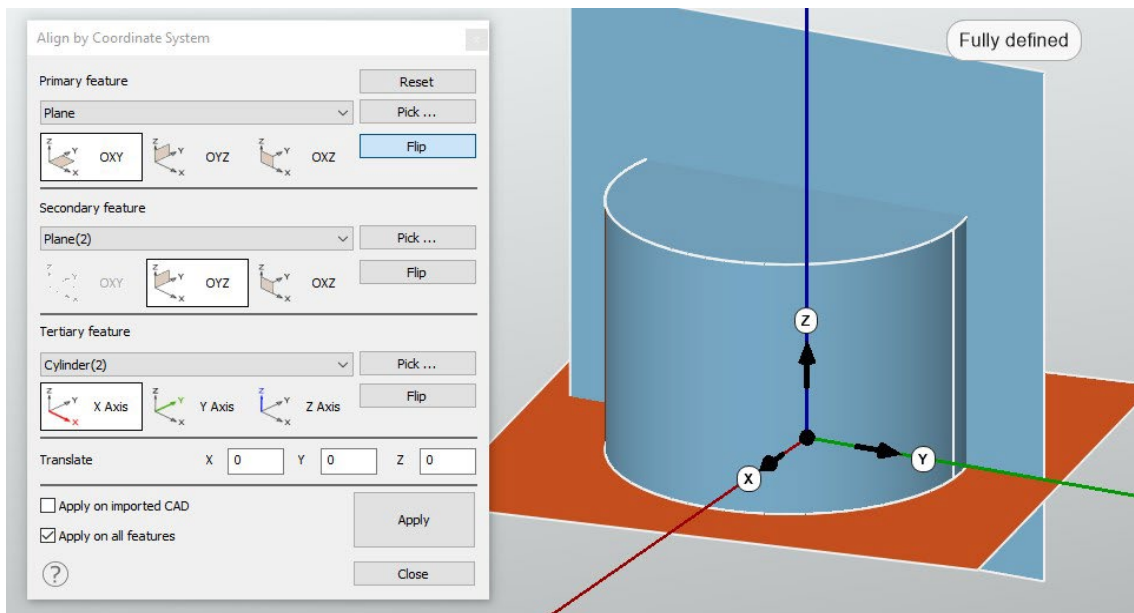 Align by Coordinate System
Primary feature
Reset
Plane
Pick ...
Z Y X OXY
Z Y X OYZ
Z Y X OXZ
Flip
Secondary feature
Plane(2)
Pick ...
OXY
Z Y X OYZ
Z Y X OXZ
Flip
Tertiary feature
Cylinder(2)
Pick ...
Z Y X X Axis
Z Y X Y Axis
Z Y X Z Axis
Flip
Translate X 0 Y 0 Z 0
Apply on imported CAD
Apply on all features
Apply
?
Close
Fully defined
Z
Y
X